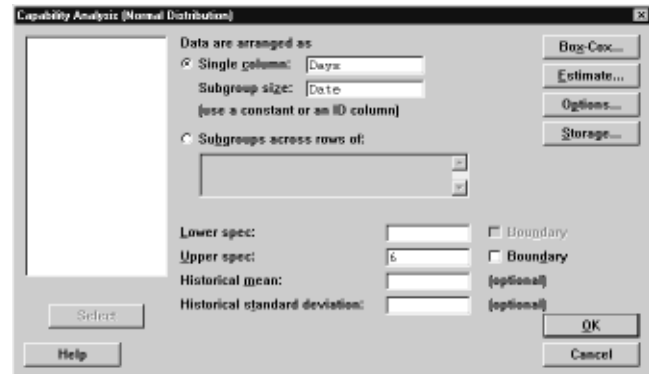 Capability Analysis (Normal Distribution)
Data are arranged as
Single column: Days
Subgroup size: Date
(use a constant or an ID column)
Subgroups across rows of:
Box-Cox...
Estimate...
Options...
Storage...
Lower spec: Boundary
Upper spec: 6 Boundary
Historical mean: (optional)
Historical standard deviation: (optional)
Select
Help
OK
Cancel